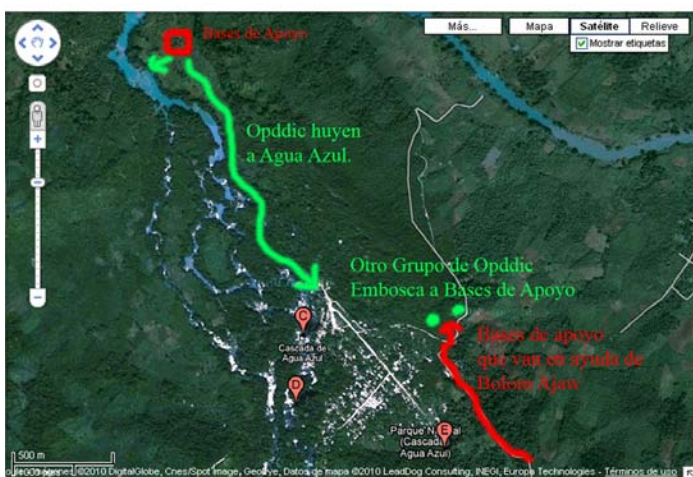 Más...
Mapa
Satélite
Relieve
Mostrar etiquetas
Bases de Apoyo
Opddic huyen
a Agua Azul.
Otro Grupo de Opddic
Embosca a Bases de Apoyo
Bases de apoyo
que van en ayuda de
Bolom Ajaw
C
Cascada de
Agua Azul
D
E
Parque
(Cascada
Agua Azul)
500 m
©2010 DigitalGlobe, Cnes/Spot Image, GeoEye, Datos de mapa ©2010 LeadDog Consulting, INEGI, Europa Technologies - Términos de uso